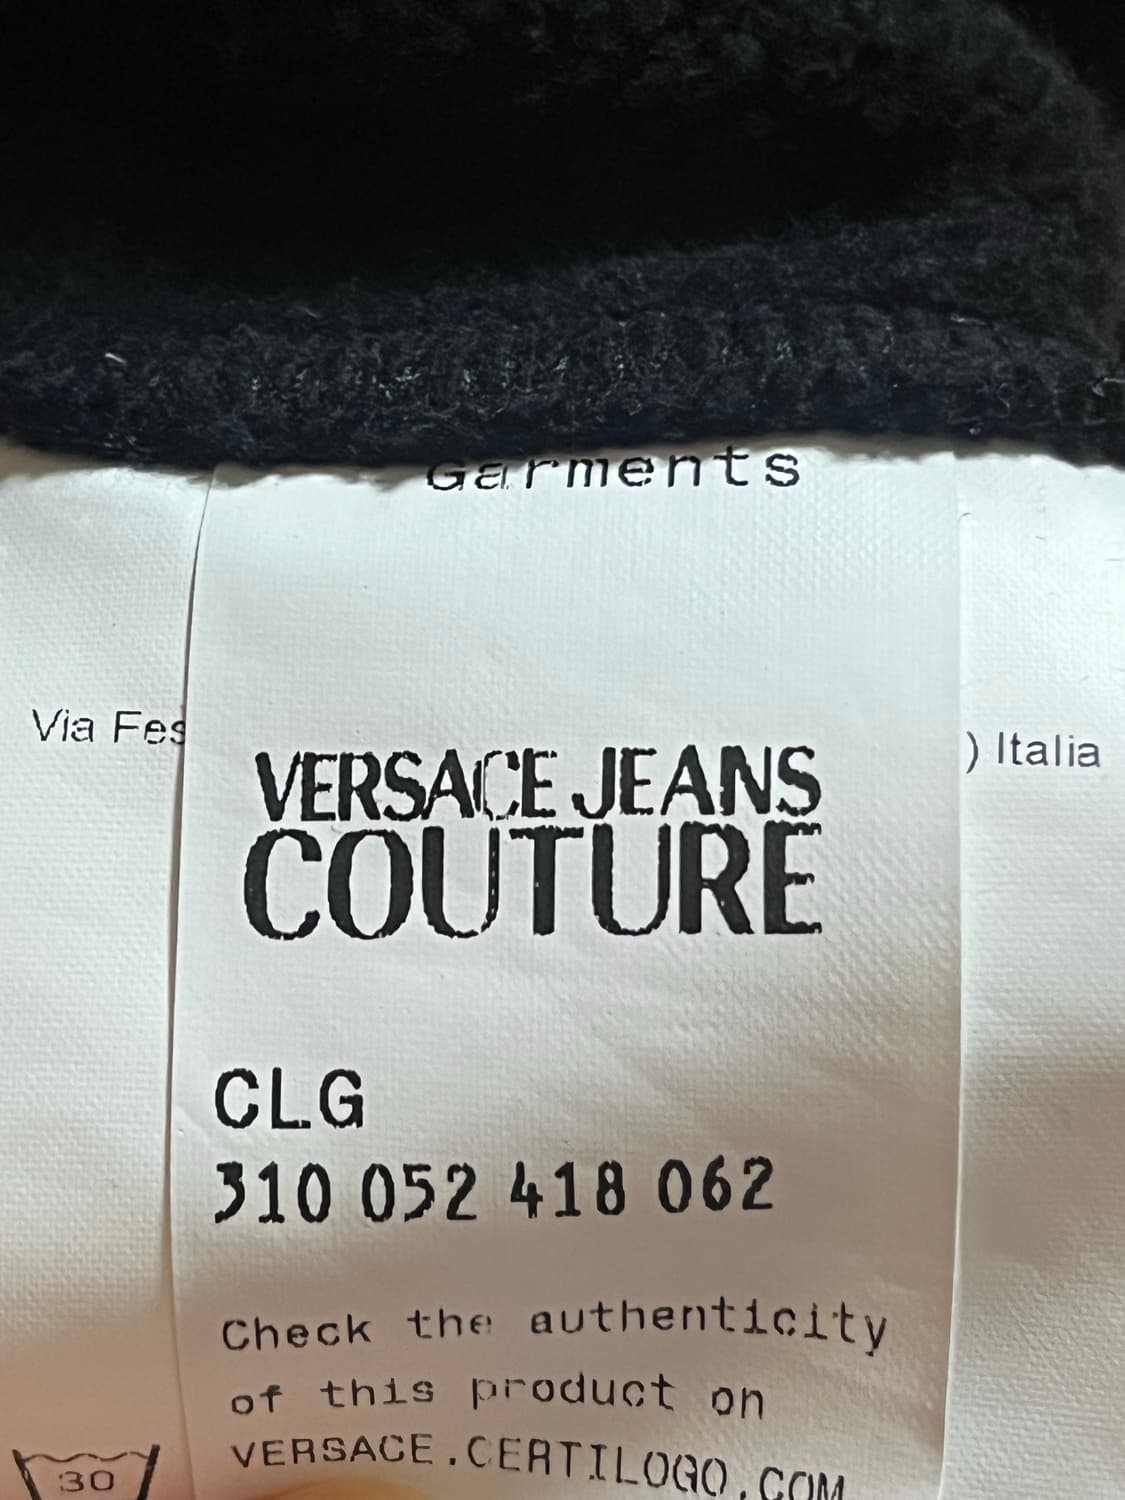 Garments
Via Fes
) Italia
VERSACE JEANS
COUTURE
CLG
310 052 418 062
Check the authenticity
of this product on
VERSACE.CERTILOGO.COM
30